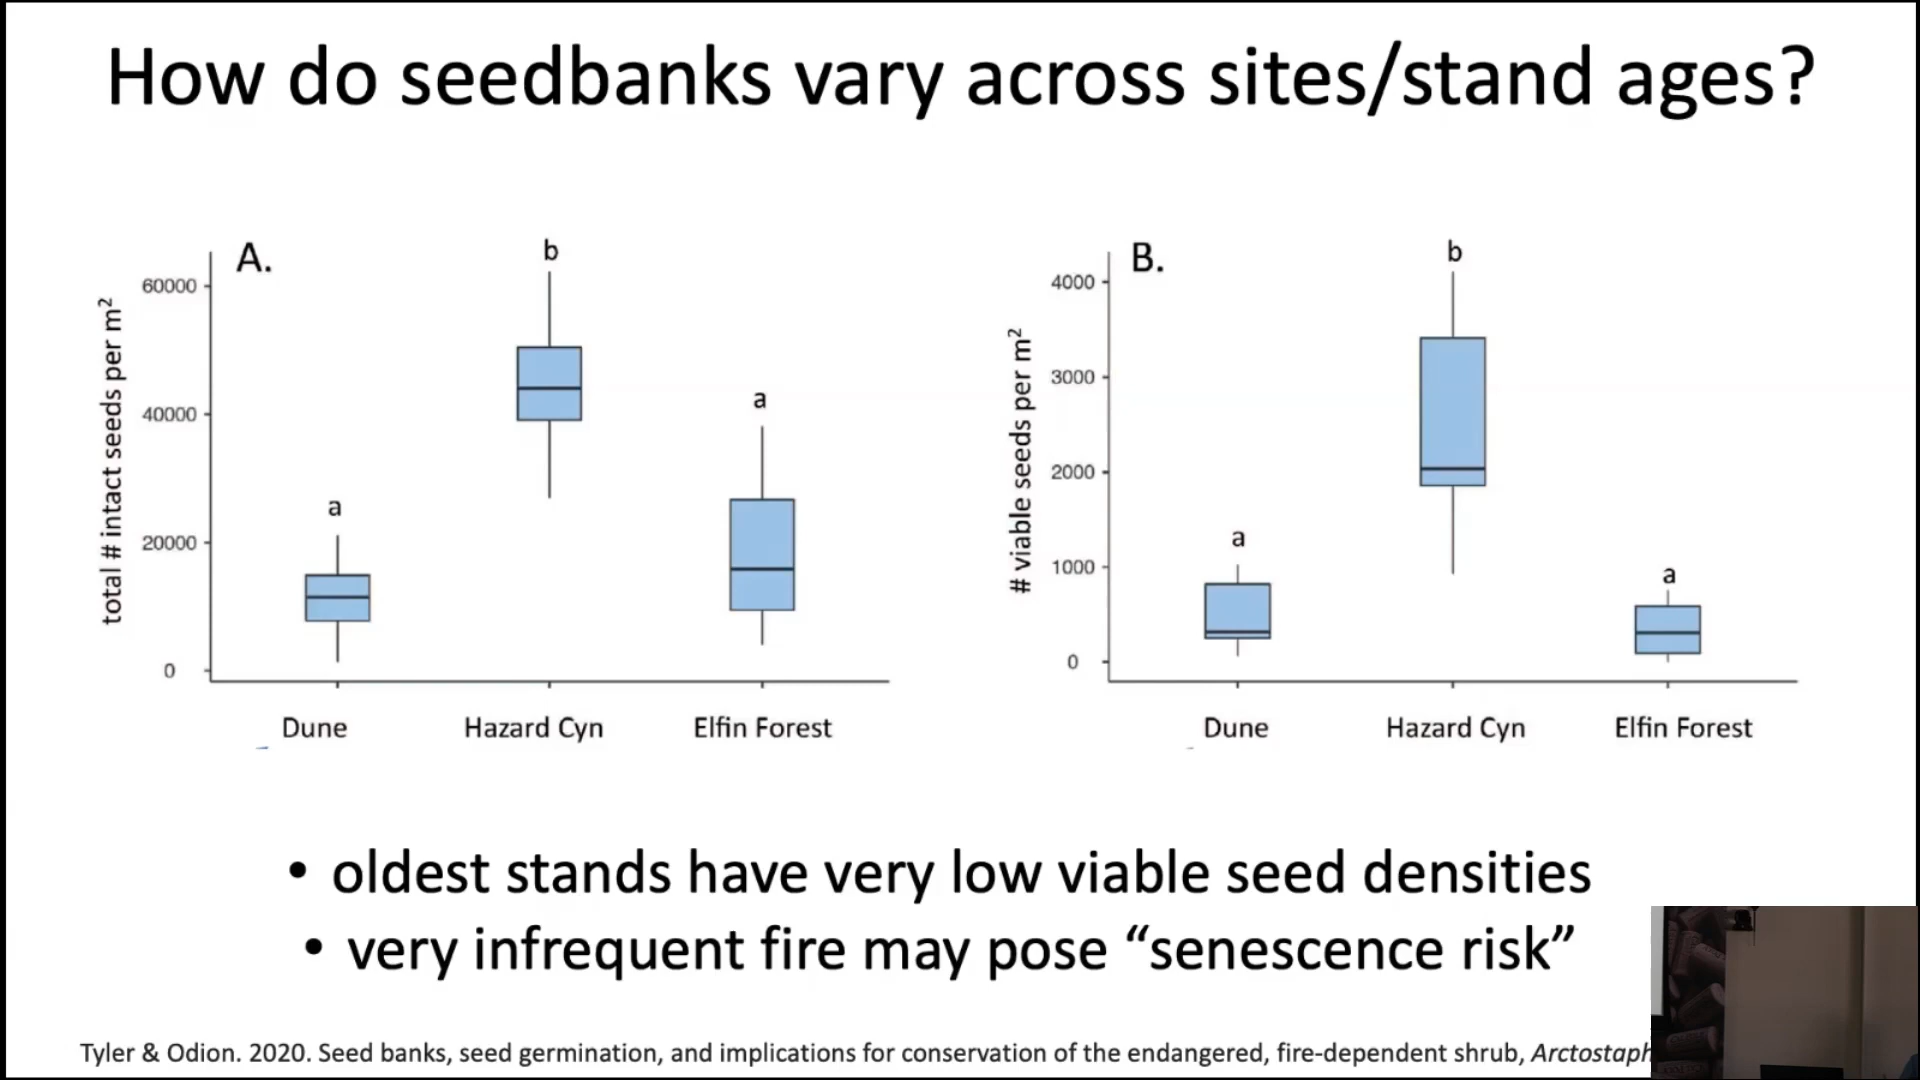 How do seedbanks vary across sites/stand ages?
A.
b
a
a
60000
40000
20000
0
total # intact seeds per m²
Dune Hazard Cyn Elfin Forest
B.
b
a
a
4000
3000
2000
1000
0
# viable seeds per m²
Dune Hazard Cyn Elfin Forest
• oldest stands have very low viable seed densities
• very infrequent fire may pose “senescence risk”
Tyler & Odion. 2020. Seed banks, seed germination, and implications for conservation of the endangered, fire-dependent shrub, Arctostaph